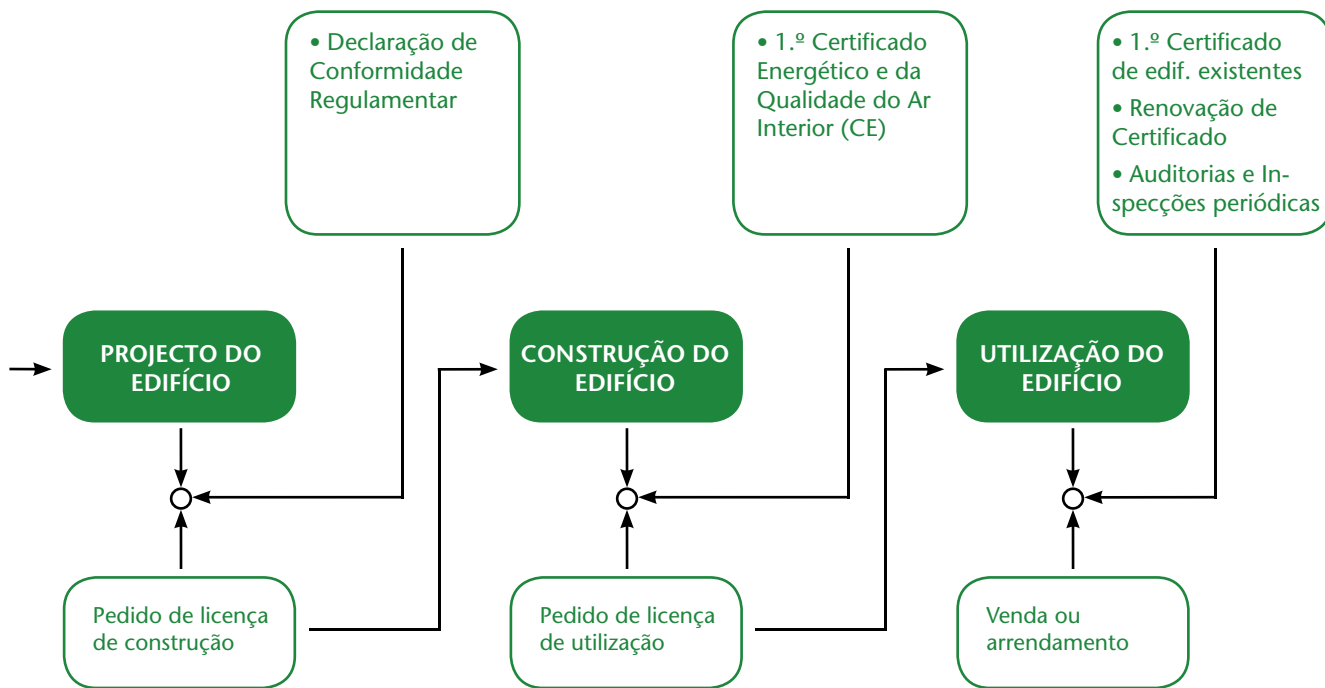 • Declaração de
Conformidade
Regulamentar
• 1.º Certificado
Energético e da
Qualidade do Ar
Interior (CE)
• 1.º Certificado
de edif. existentes
• Renovação de
Certificado
• Auditorias e In-
specções periódicas
PROJECTO DO
EDIFÍCIO
CONSTRUÇÃO DO
EDIFÍCIO
UTILIZAÇÃO DO
EDIFÍCIO
Pedido de licença
de construção
Pedido de licença
de utilização
Venda ou
arrendamento